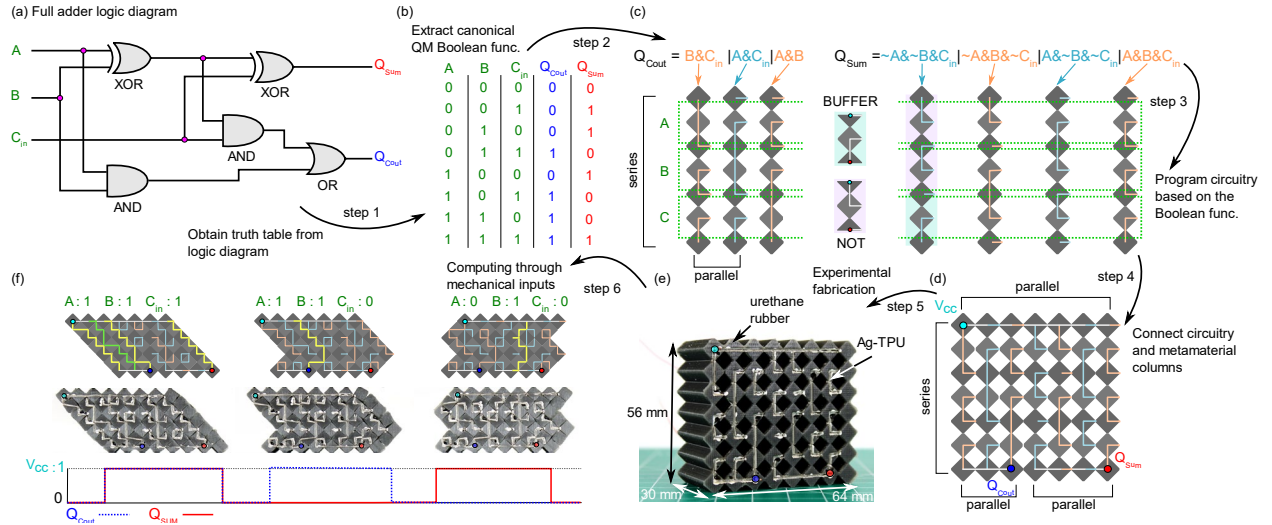 (a) Full adder logic diagram
A
B
C_in
XOR
XOR
AND
AND
OR
Q_Sum
Q_Cout
step 1
Obtain truth table from
logic diagram
(b)
Extract canonical
QM Boolean func.
step 2
A B C_in Q_Cout Q_Sum
0 0 0 0 0
0 0 1 0 1
0 1 0 0 1
0 1 1 1 0
1 0 0 0 1
1 0 1 1 0
1 1 0 1 0
1 1 1 1 1
(c)
Q_Cout = B&C_in|A&C_in|A&B
Q_Sum = ~A&~B&C_in|~A&B&~C_in|A&~B&~C_in|A&B&C_in
step 3
series
A
B
C
parallel
BUFFER
NOT
Program circuitry
based on the
Boolean func.
step 4
Connect circuitry
and metamaterial
columns
(d)
parallel
V_CC
series
Q_Sum
Q_Cout
parallel
parallel
Experimental
fabrication
step 5
(e)
urethane
rubber
Ag-TPU
56 mm
30 mm
64 mm
Computing through
mechanical inputs
step 6
(f)
A : 1 B : 1 C_in : 1
A : 1 B : 1 C_in : 0
A : 0 B : 1 C_in : 0
V_CC : 1
0
Q_Cout
Q_SUM